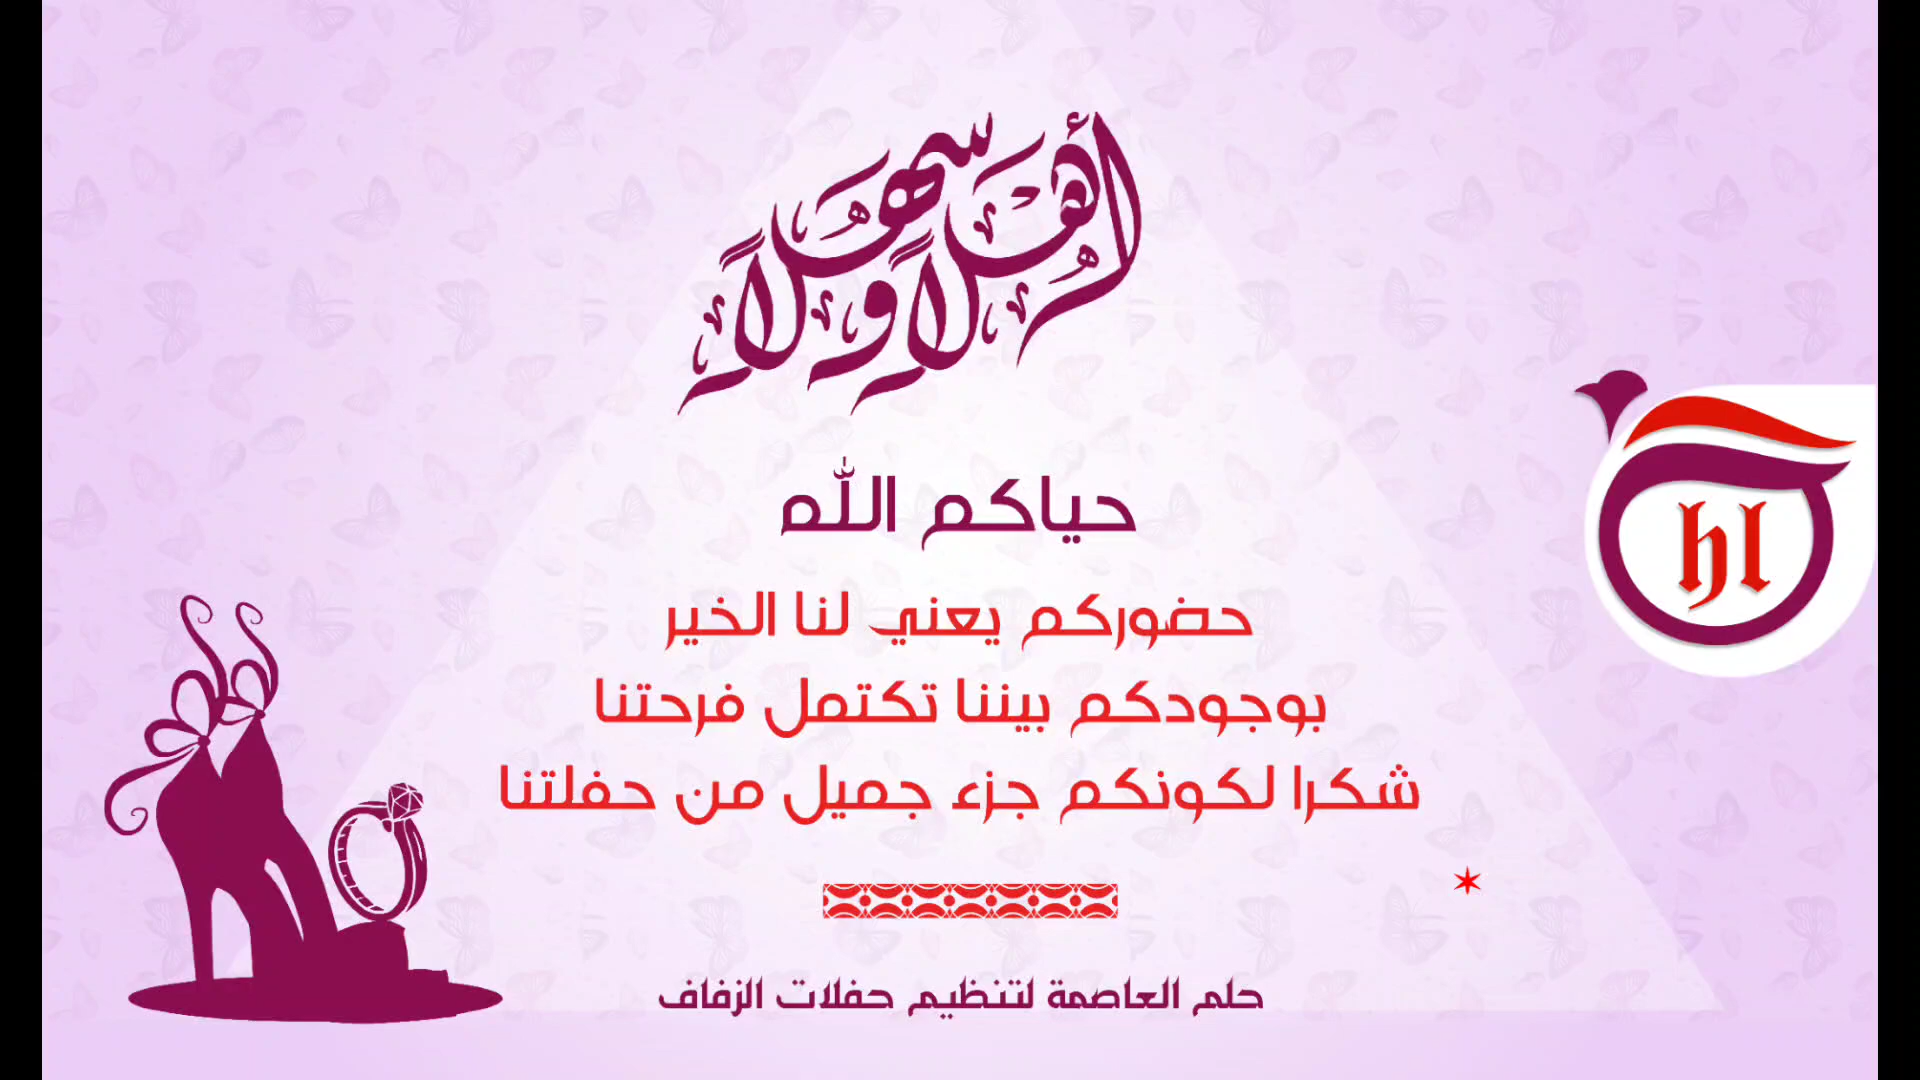 أهلاً وسهلاً
حياكم الله
حضوركم يعني لنا الخير
بوجودكم بيننا تكتمل فرحتنا
شكرا لكونكم جزء جميل من حفلتنا
حلم العاصمة لتنظيم حفلات الزفاف
hl